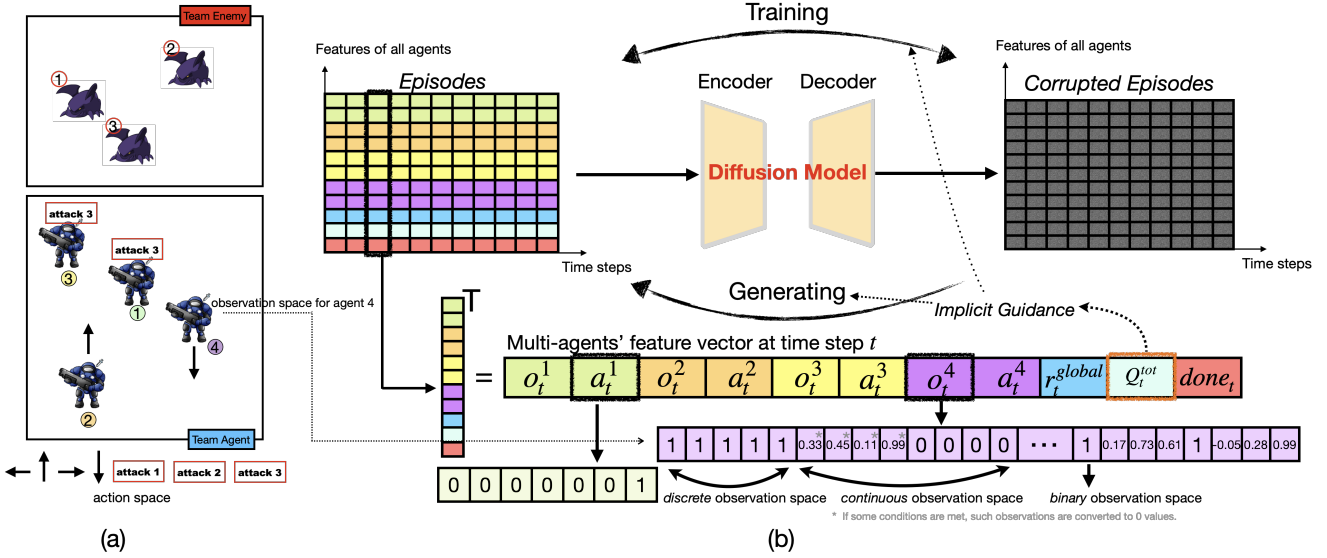 Team Enemy
2
1
3
attack 3
attack 3
3
1
4
2
observation space for agent 4
Team Agent
attack 1 attack 2 attack 3
action space
(a)
Training
Features of all agents
Episodes
Time steps
Encoder Decoder
Diffusion Model
Features of all agents
Corrupted Episodes
Time steps
Generating
Implicit Guidance
T
Multi-agents' feature vector at time step t
= o_t^1 a_t^1 o_t^2 a_t^2 o_t^3 a_t^3 o_t^4 a_t^4 r_t^global Q_t^tot done_t
1 1 1 1 1 0.33* 0.45* 0.11* 0.99* 0 0 0 0 ··· 1 0.17 0.73 0.61 1 -0.05 0.28 0.99
0 0 0 0 0 0 1
discrete observation space
continuous observation space
binary observation space
* If some conditions are met, such observations are converted to 0 values.
(b)